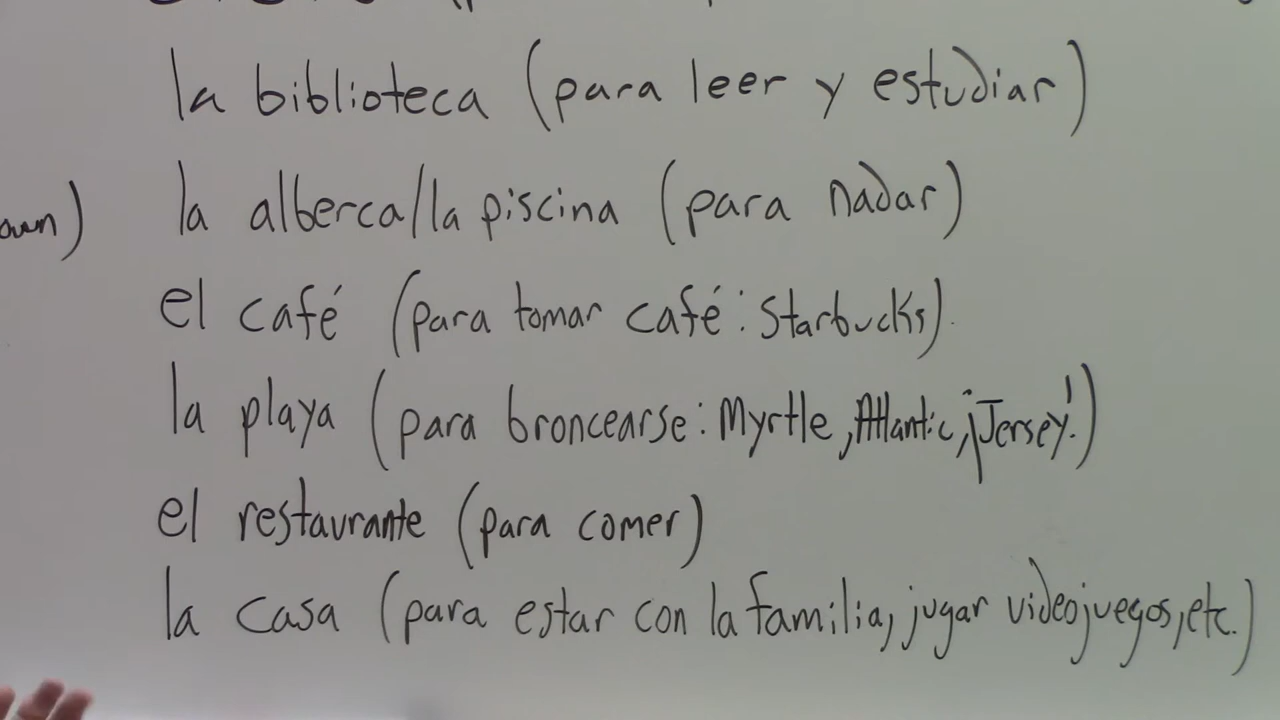 la biblioteca (para leer y estudiar)
la alberca/la piscina (para nadar)
el café (para tomar café: Starbucks).
la playa (para broncearse: Myrtle, Atlantic, ¡Jersey!)
el restaurante (para comer)
la casa (para estar con la familia, jugar videojuegos, etc.)